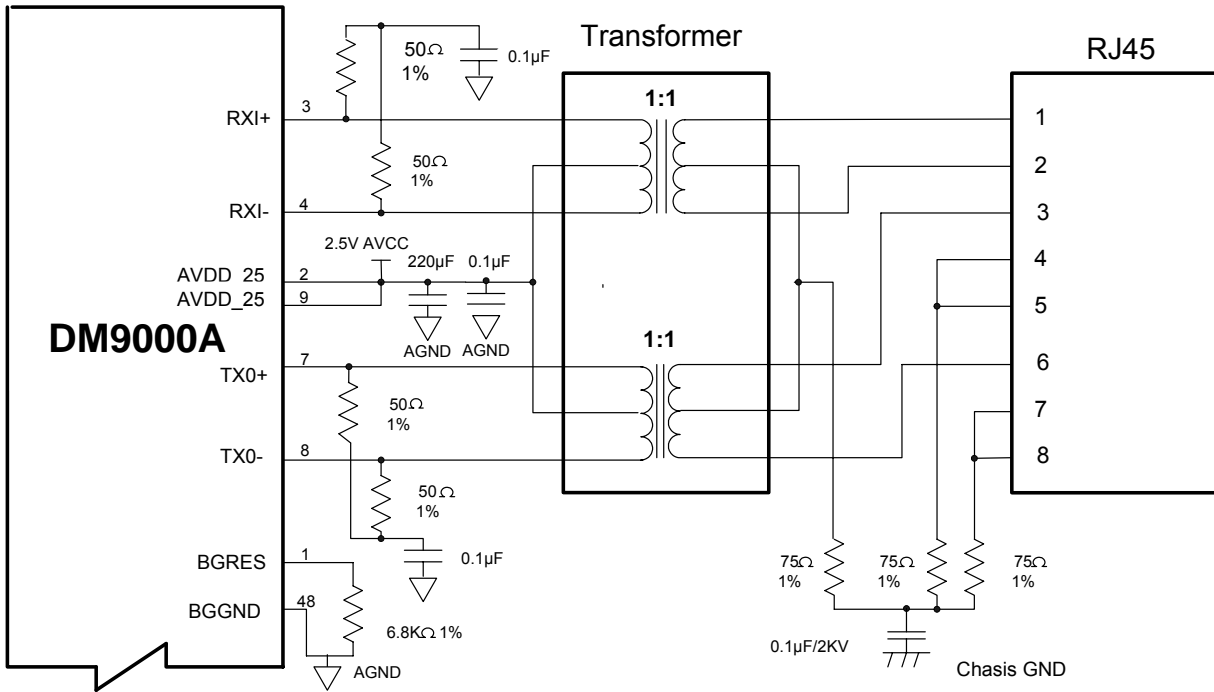 50Ω
1%
0.1µF
Transformer
RJ45
1:1
RXI+
3
1
50Ω
1%
2
RXI-
4
3
2.5V AVCC
4
220µF
0.1µF
AVDD_25
2
AVDD_25
9
5
AGND
AGND
DM9000A
1:1
TX0+
7
6
50Ω
1%
7
TX0-
8
8
50Ω
1%
0.1µF
BGRES
1
75Ω
1%
75Ω
1%
75Ω
1%
BGGND
48
6.8KΩ 1%
AGND
0.1µF/2KV
Chasis GND